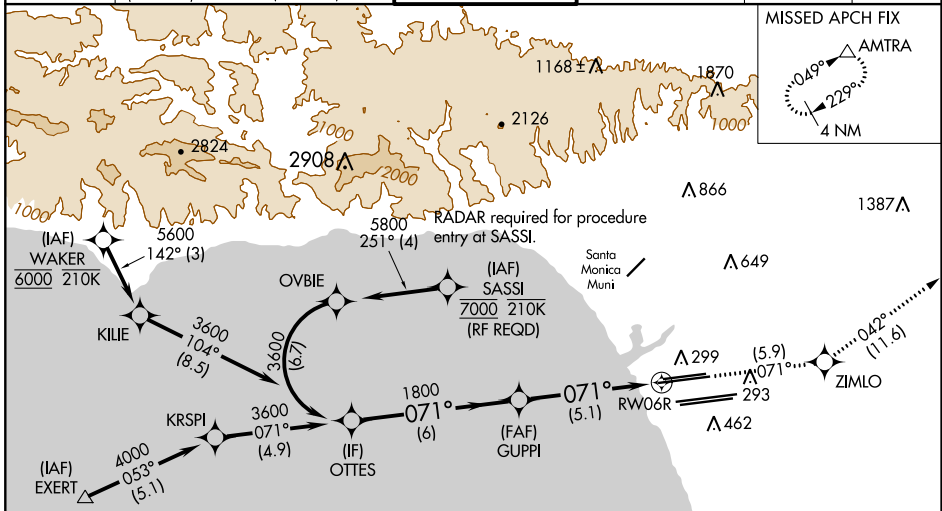 MISSED APCH FIX
AMTRA
049°
229°
4 NM
1168 ±
1870
1000
2126
1000
2824
2908
2000
1000
866
1387
649
RADAR required for procedure
entry at SASSI.
5800
251° (4)
5600
142° (3)
(IAF)
WAKER
6000 210K
Santa
Monica
Muni
(IAF)
SASSI
7000 210K
(RF REQD)
OVBIE
KILIE
3600
104°
(8.5)
3600
(6.7)
042°
(11.6)
299
(5.9)
071°
ZIMLO
293
RW06R
462
1800
071°
(6)
071°
(5.1)
KRSPI
3600
071°
(4.9)
(IF)
OTTES
(FAF)
GUPPI
4000
053°
(5.1)
(IAF)
EXERT